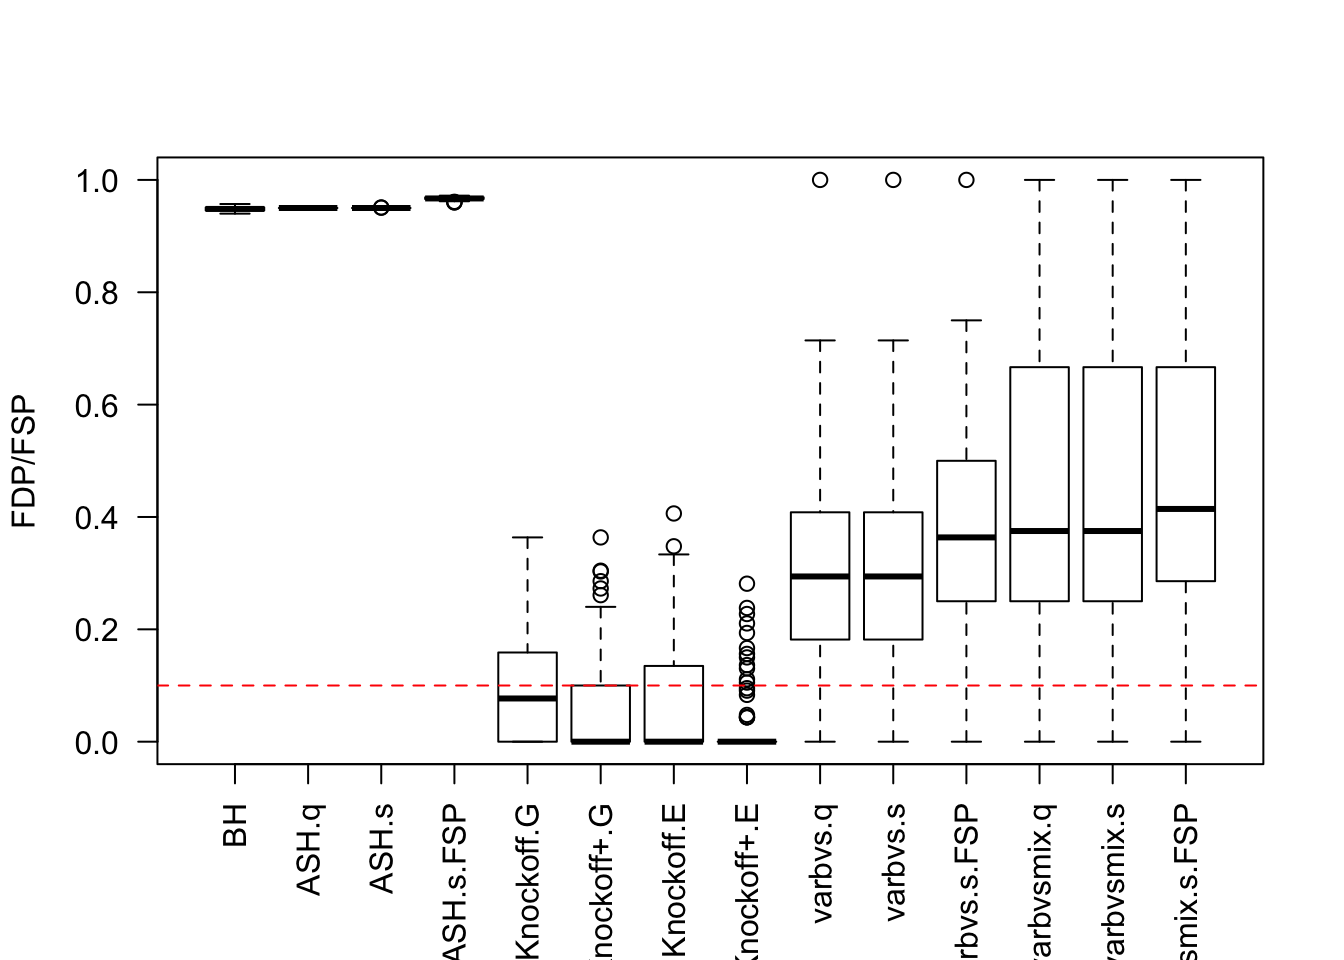 FDP/FSP
1.0
0.8
0.6
0.4
0.2
0.0
BH
ASH.q
ASH.s
ASH.s.FSP
Knockoff.G
nockoff+.G
Knockoff.E
Knockoff+.E
varbvs.q
varbvs.s
rbvs.s.FSP
varbvsmix.q
varbvsmix.s
smix.s.FSP